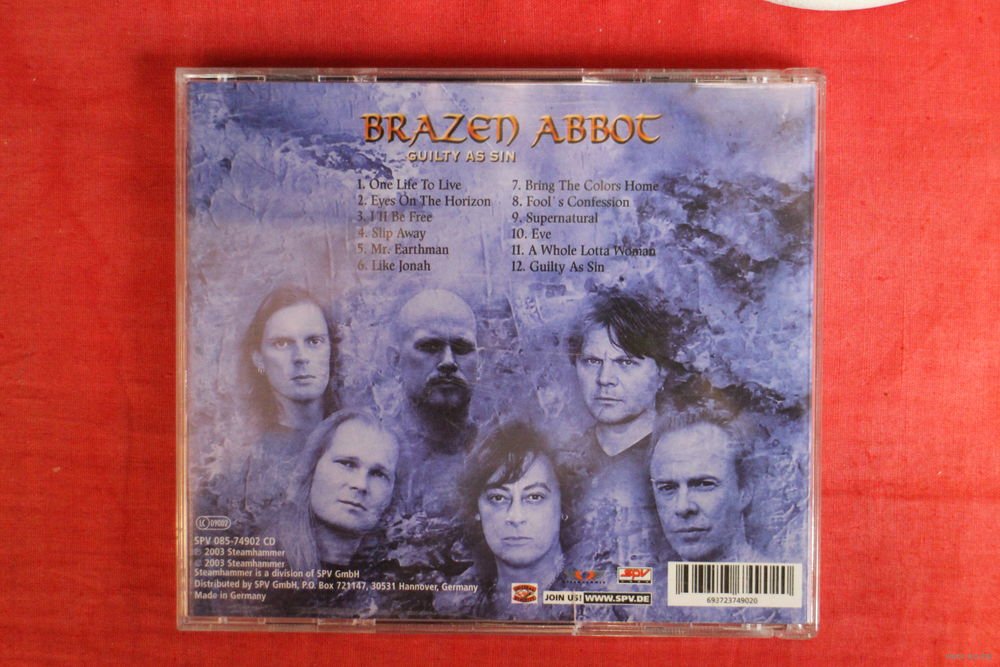 BRAZEN ABBOT
GUILTY AS SIN
1. One Life To Live
2. Eyes On The Horizon
3. I'll Be Free
4. Slip Away
5. Mr. Earthman
6. Like Jonah
7. Bring The Colors Home
8. Fool´s Confession
9. Supernatural
10. Eve
11. A Whole Lotta Woman
12. Guilty As Sin
LC 09002
SPV 085-74902 CD
℗ 2003 Steamhammer
© 2003 Steamhammer
Steamhammer is a division of SPV GmbH
Distributed by SPV GmbH, P.O. Box 721147, 30531 Hannover, Germany
Made in Germany
JOIN US! WWW.SPV.DE
SPV
693723749020